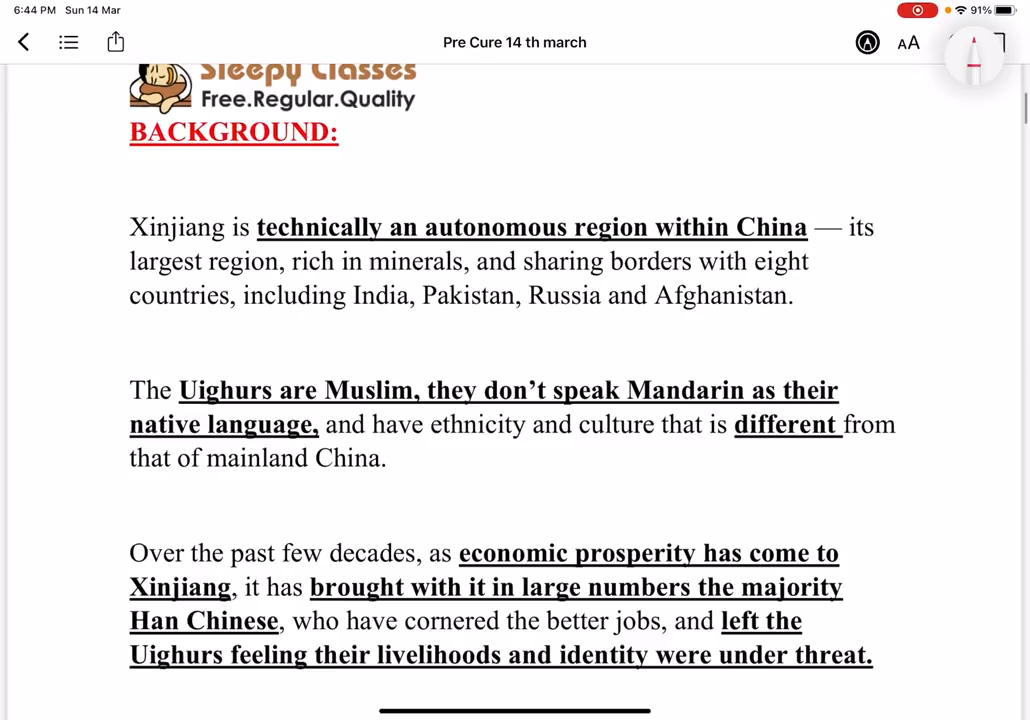 6:44 PM Sun 14 Mar 91%
Pre Cure 14 th march AA
Sleepy Classes
Free.Regular.Quality
BACKGROUND:
Xinjiang is technically an autonomous region within China — its
largest region, rich in minerals, and sharing borders with eight
countries, including India, Pakistan, Russia and Afghanistan.
The Uighurs are Muslim, they don’t speak Mandarin as their
native language, and have ethnicity and culture that is different from
that of mainland China.
Over the past few decades, as economic prosperity has come to
Xinjiang, it has brought with it in large numbers the majority
Han Chinese, who have cornered the better jobs, and left the
Uighurs feeling their livelihoods and identity were under threat.